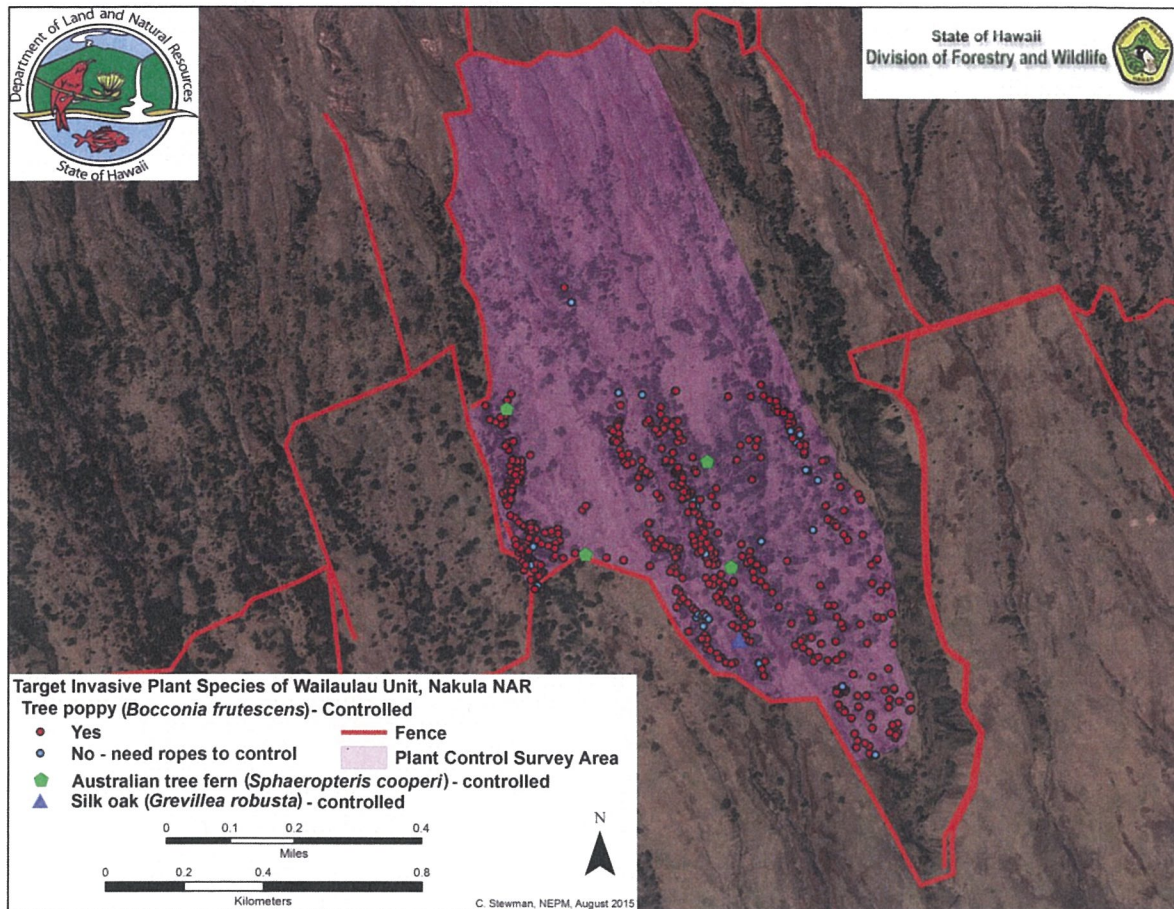 Department of Land and Natural Resources
State of Hawaii
State of Hawaii
Division of Forestry and Wildlife
Target Invasive Plant Species of Wailaulau Unit, Nakula NAR
Tree poppy (Bocconia frutescens) - Controlled
Yes
Fence
No - need ropes to control
Plant Control Survey Area
Australian tree fern (Sphaeropteris cooperi) - controlled
Silk oak (Grevillea robusta) - controlled
0 0.1 0.2 0.4
Miles
0 0.2 0.4 0.8
Kilometers
N
C. Stewman, NEPM, August 2015